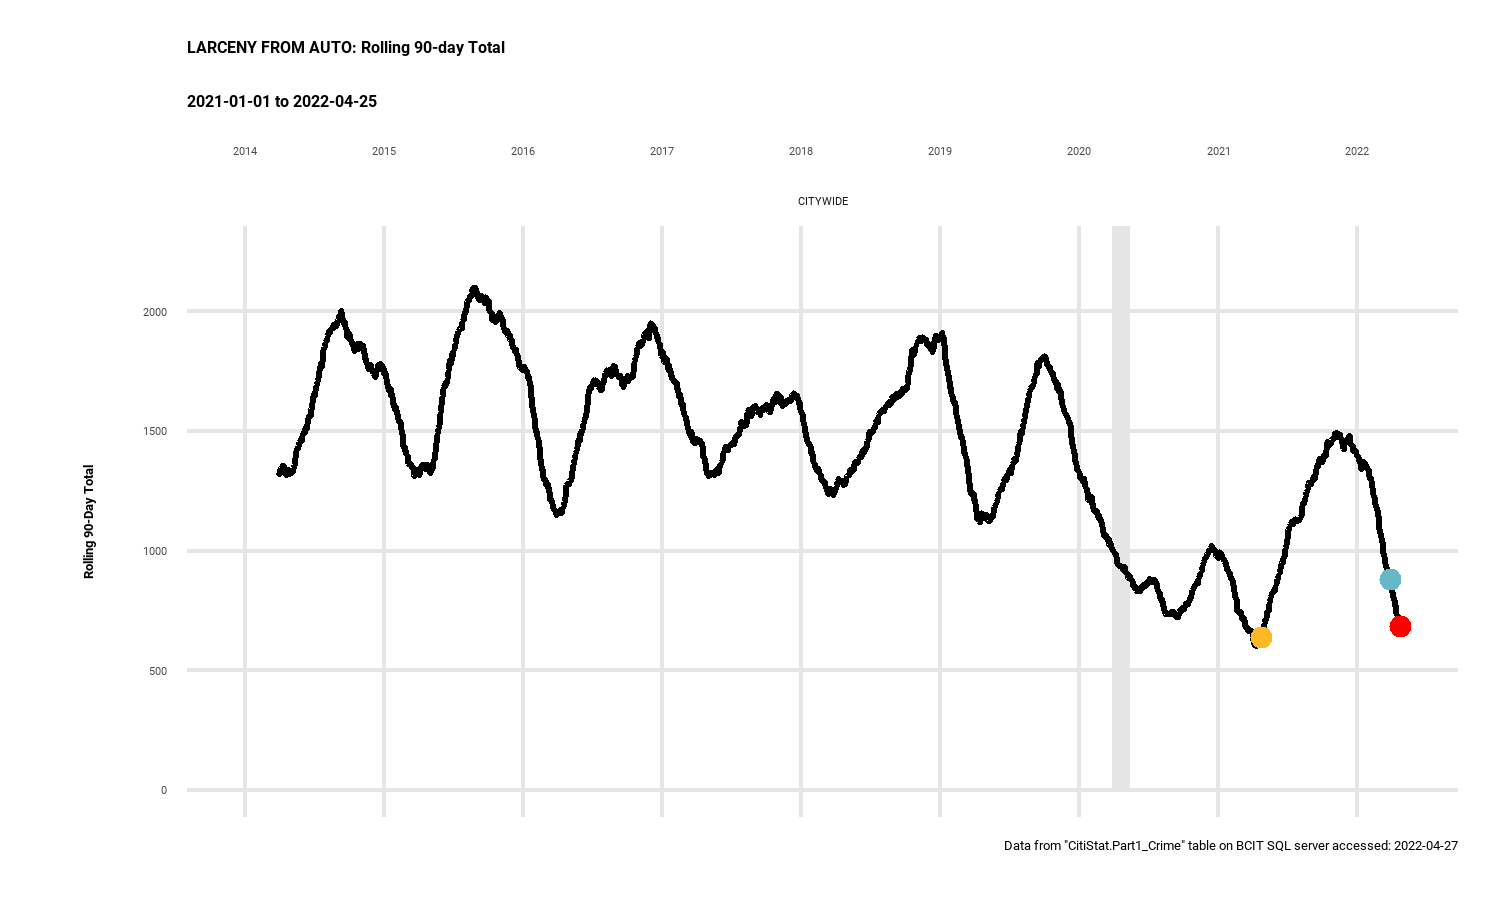 LARCENY FROM AUTO: Rolling 90-day Total
2021-01-01 to 2022-04-25
2014 2015 2016 2017 2018 2019 2020 2021 2022
CITYWIDE
2000
1500
1000
500
0
Rolling 90-Day Total
Data from "CitiStat.Part1_Crime" table on BCIT SQL server accessed: 2022-04-27